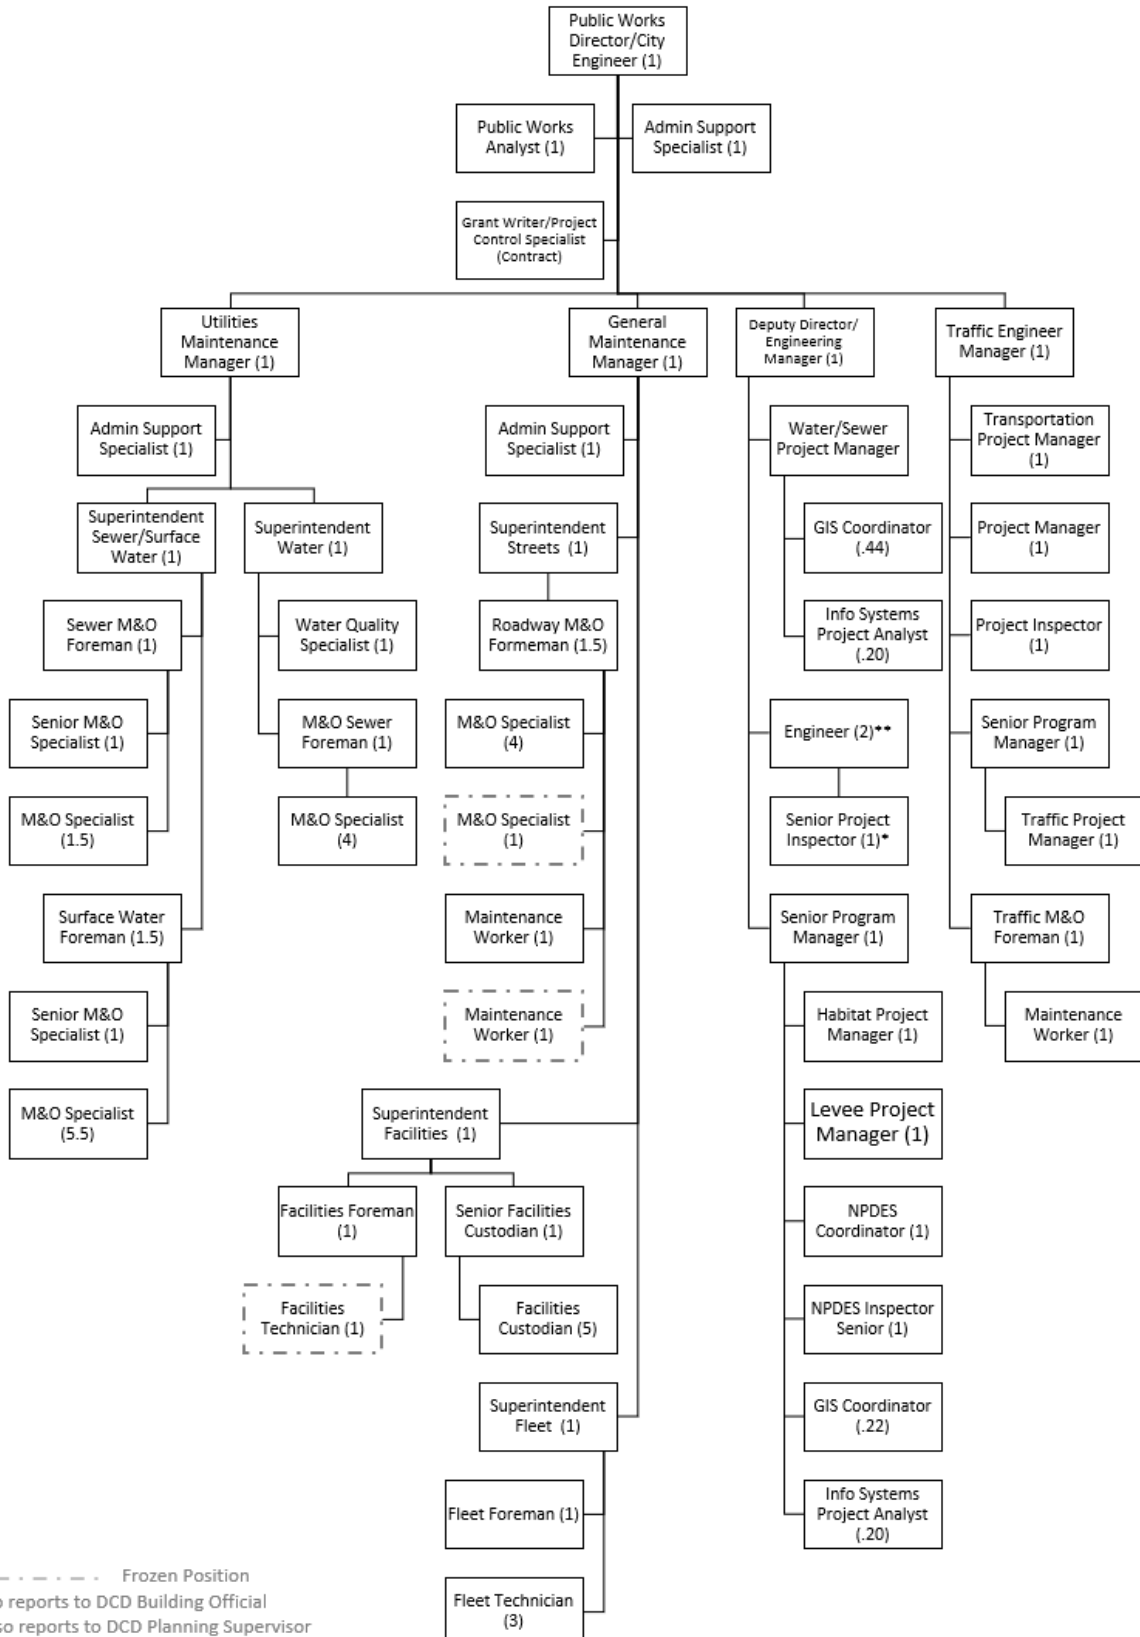 Public Works
Director/City
Engineer (1)
Public Works
Analyst (1)
Admin Support
Specialist (1)
Grant Writer/Project
Control Specialist
(Contract)
Utilities
Maintenance
Manager (1)
General
Maintenance
Manager (1)
Deputy Director/
Engineering
Manager (1)
Traffic Engineer
Manager (1)
Admin Support
Specialist (1)
Superintendent
Sewer/Surface
Water (1)
Superintendent
Water (1)
Sewer M&O
Foreman (1)
Senior M&O
Specialist (1)
M&O Specialist
(1.5)
Surface Water
Foreman (1.5)
Senior M&O
Specialist (1)
M&O Specialist
(5.5)
Water Quality
Specialist (1)
M&O Sewer
Foreman (1)
M&O Specialist
(4)
Admin Support
Specialist (1)
Superintendent
Streets (1)
Roadway M&O
Formeman (1.5)
M&O Specialist
(4)
M&O Specialist
(1)
Maintenance
Worker (1)
Maintenance
Worker (1)
Superintendent
Facilities (1)
Facilities Foreman
(1)
Facilities
Technician (1)
Senior Facilities
Custodian (1)
Facilities
Custodian (5)
Superintendent
Fleet (1)
Fleet Foreman (1)
Fleet Technician
(3)
Water/Sewer
Project Manager
GIS Coordinator
(.44)
Info Systems
Project Analyst
(.20)
Engineer (2)**
Senior Project
Inspector (1)*
Senior Program
Manager (1)
Habitat Project
Manager (1)
Levee Project
Manager (1)
NPDES
Coordinator (1)
NPDES Inspector
Senior (1)
GIS Coordinator
(.22)
Info Systems
Project Analyst
(.20)
Transportation
Project Manager
(1)
Project Manager
(1)
Project Inspector
(1)
Senior Program
Manager (1)
Traffic Project
Manager (1)
Traffic M&O
Foreman (1)
Maintenance
Worker (1)
Frozen Position
reports to DCD Building Official
reports to DCD Planning Supervisor